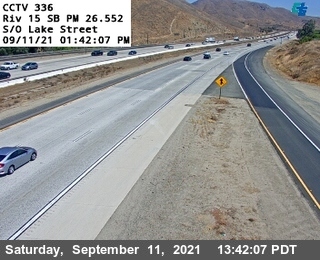 CCTV 336
Riv 15 SB PM 26.552
S/O Lake Street
09/11/21 01:42:07 PM
Saturday, September 11, 2021 13:42:07 PDT